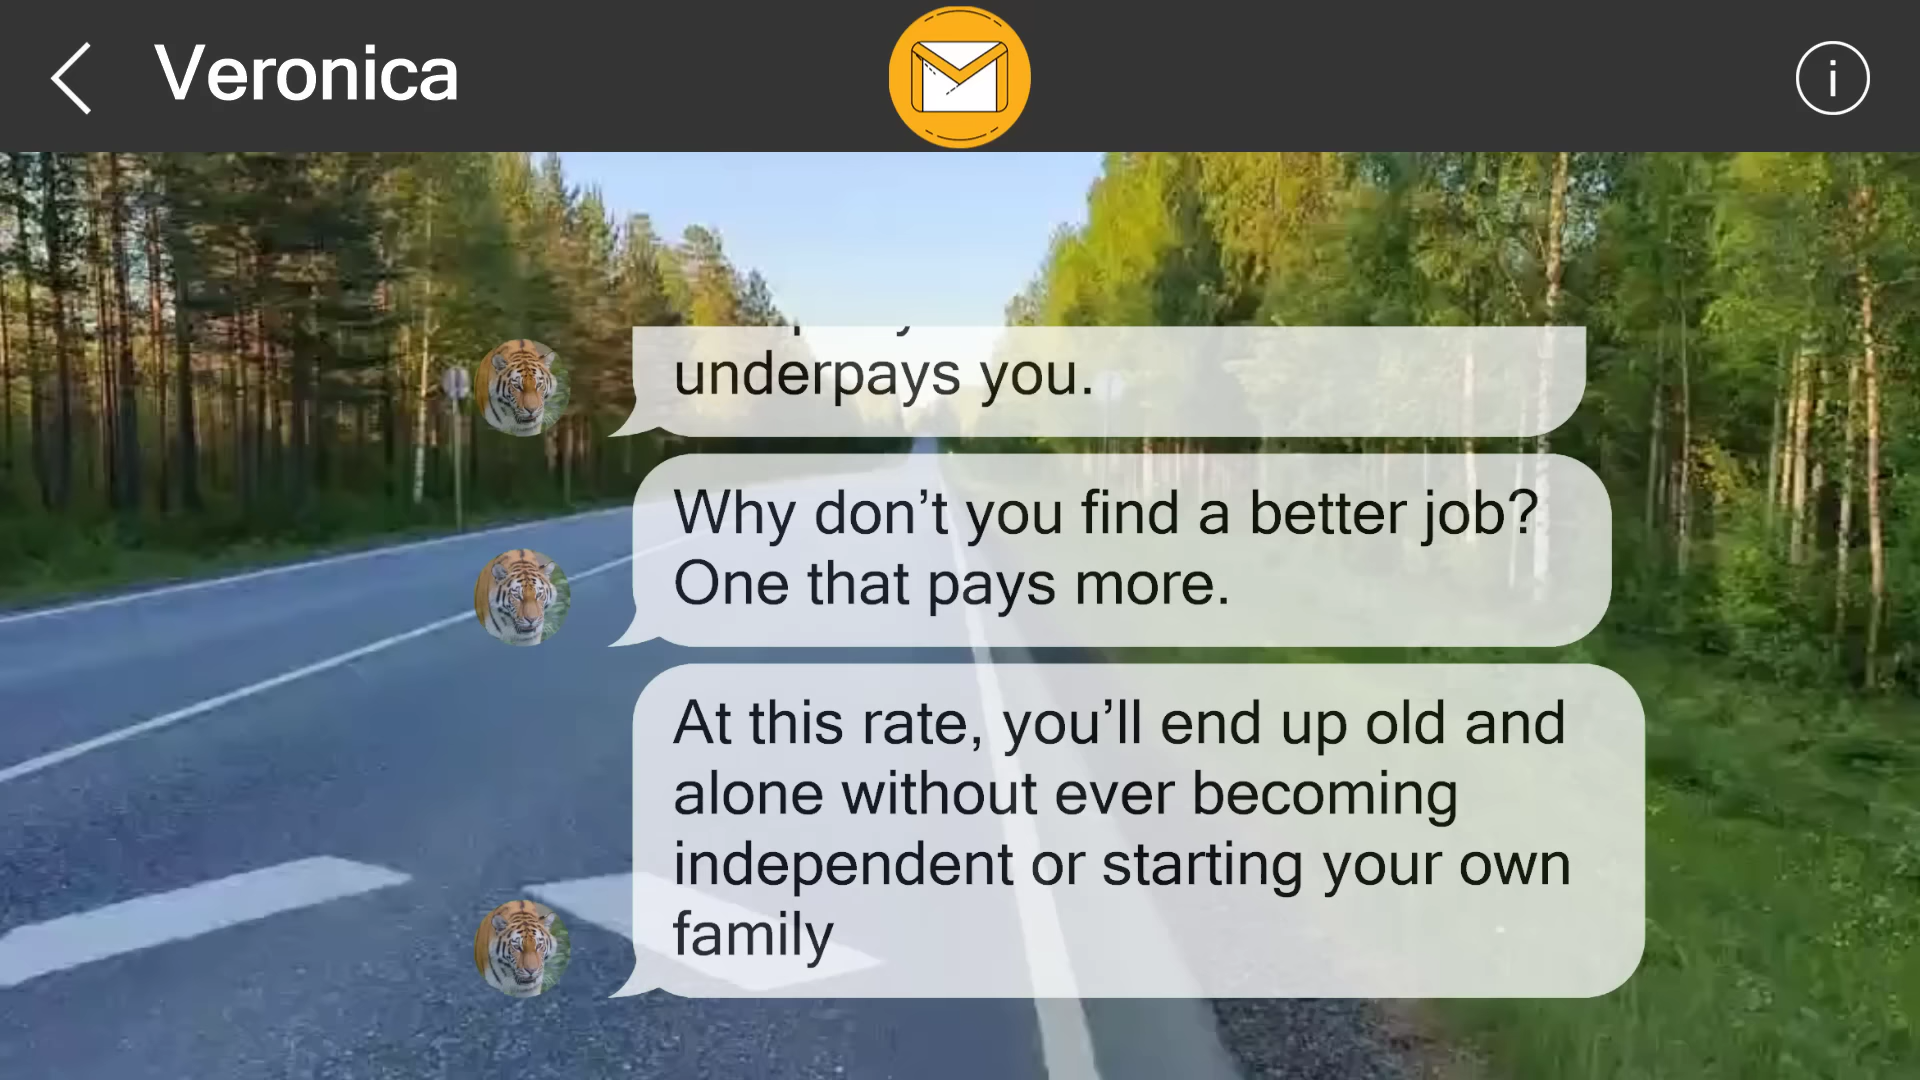 Veronica
i
underpays you.
Why don’t you find a better job?
One that pays more.
At this rate, you’ll end up old and
alone without ever becoming
independent or starting your own
family